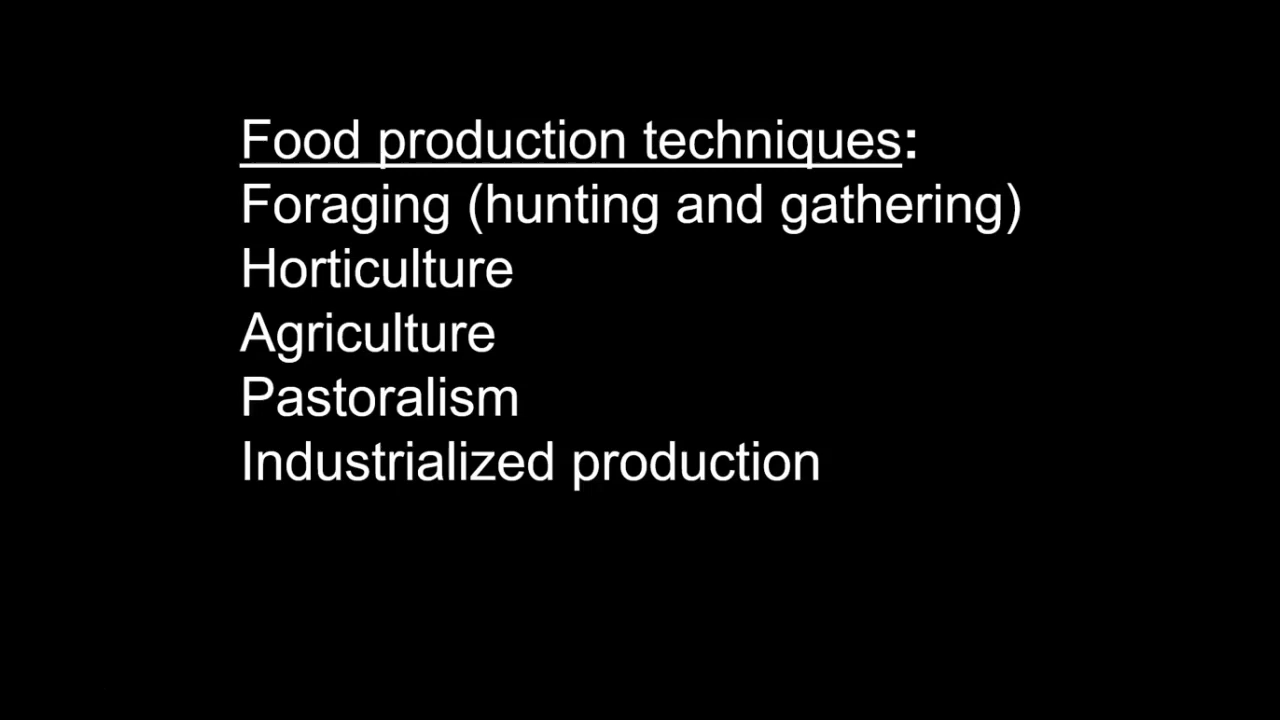 Food production techniques:
Foraging (hunting and gathering)
Horticulture
Agriculture
Pastoralism
Industrialized production